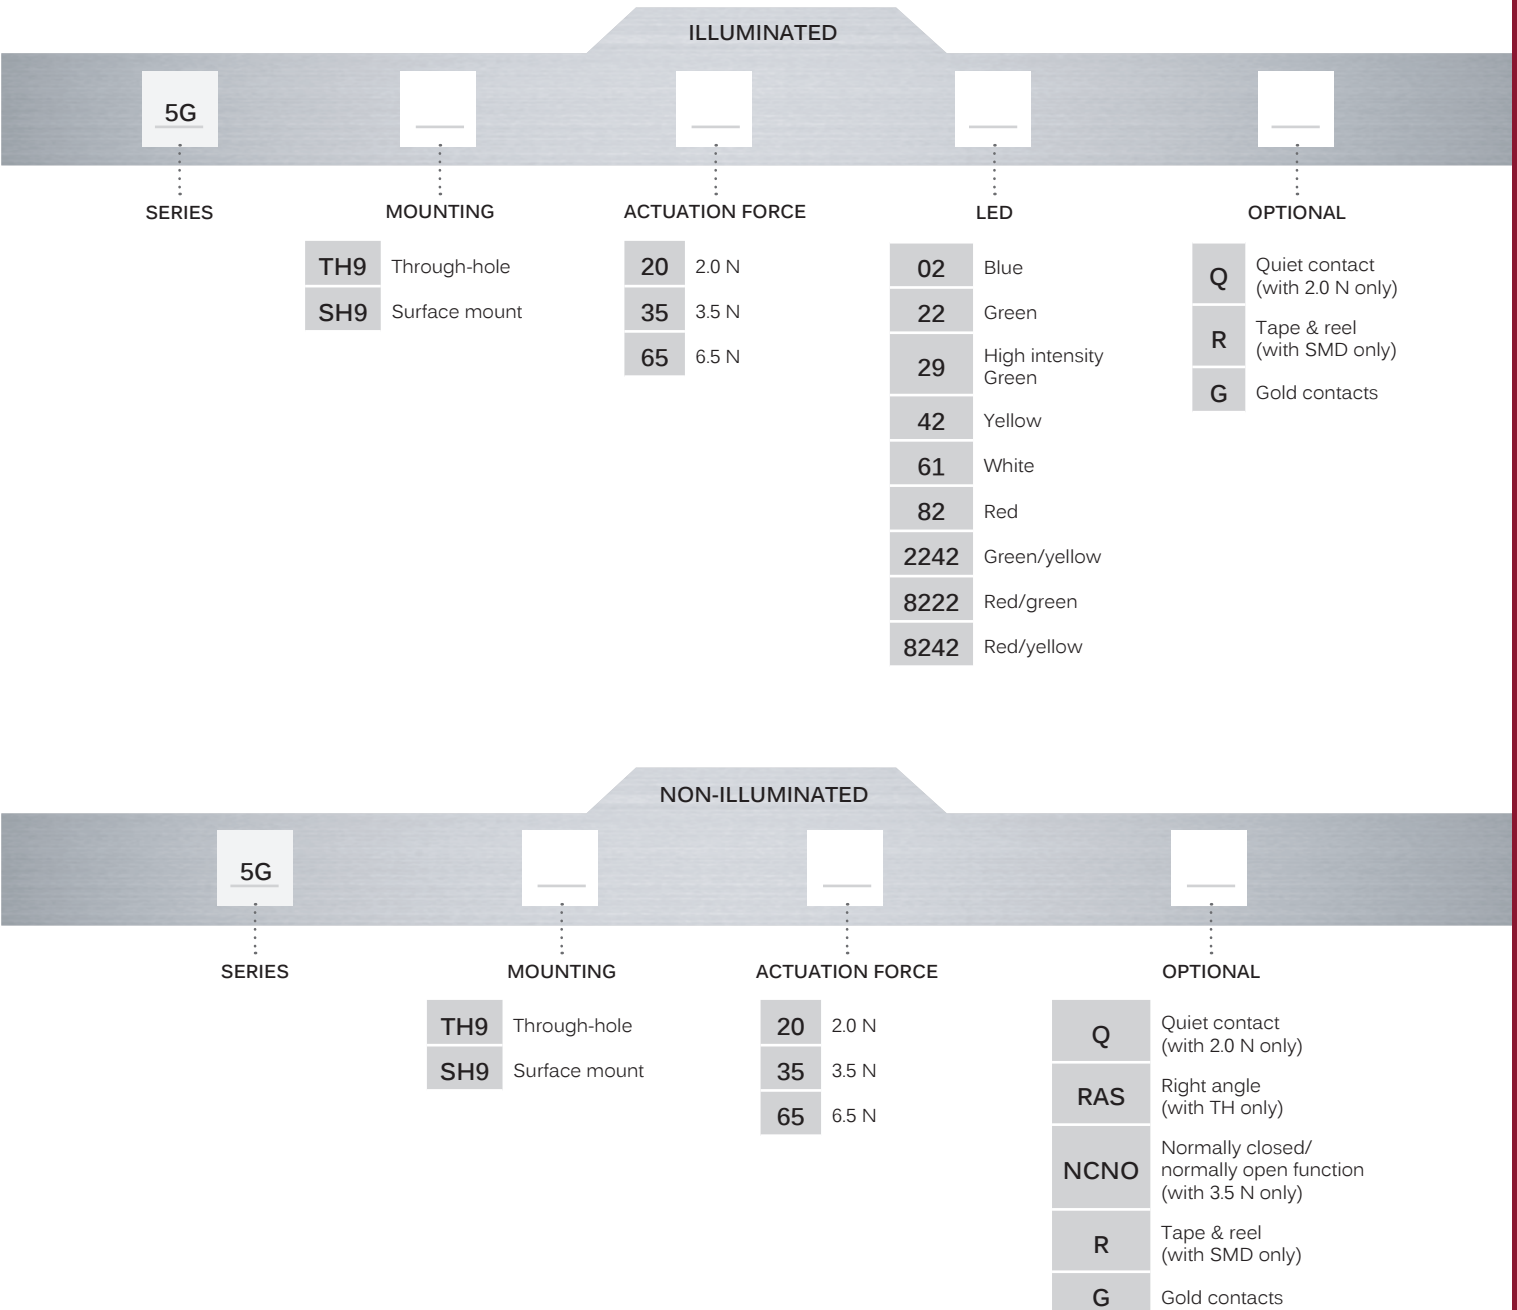 ILLUMINATED
5G
SERIES
MOUNTING
TH9 Through-hole
SH9 Surface mount
ACTUATION FORCE
20 2.0 N
35 3.5 N
65 6.5 N
LED
02 Blue
22 Green
29 High intensity
Green
42 Yellow
61 White
82 Red
2242 Green/yellow
8222 Red/green
8242 Red/yellow
OPTIONAL
Q Quiet contact
(with 2.0 N only)
R Tape & reel
(with SMD only)
G Gold contacts
NON-ILLUMINATED
5G
SERIES
MOUNTING
TH9 Through-hole
SH9 Surface mount
ACTUATION FORCE
20 2.0 N
35 3.5 N
65 6.5 N
OPTIONAL
Q Quiet contact
(with 2.0 N only)
RAS Right angle
(with TH only)
NCNO Normally closed/
normally open function
(with 3.5 N only)
R Tape & reel
(with SMD only)
G Gold contacts